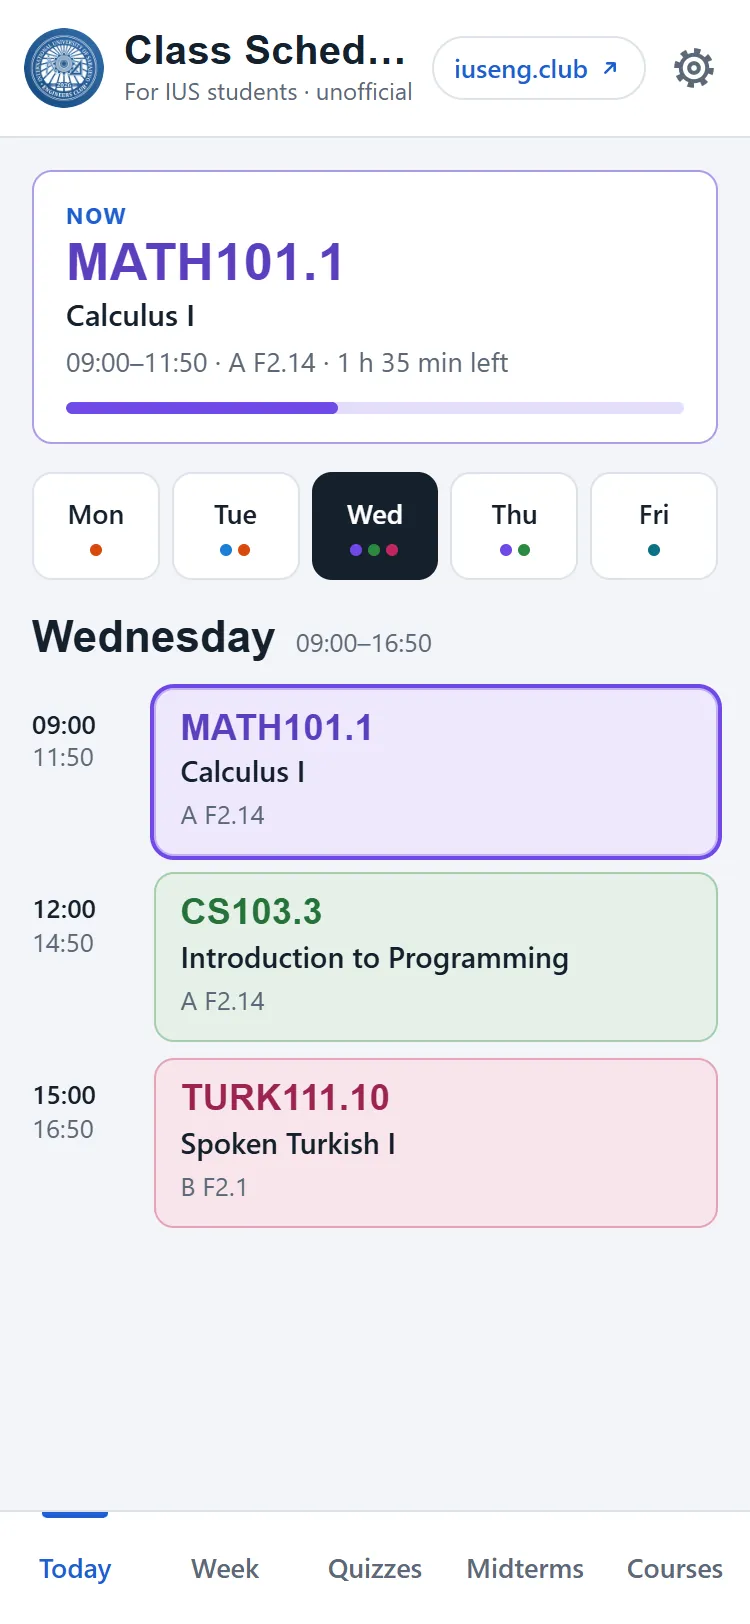 Class Sched...
For IUS students · unofficial
iuseng.club ↗
NOW
MATH101.1
Calculus I
09:00–11:50 · A F2.14 · 1 h 35 min left
Mon
Tue
Wed
Thu
Fri
Wednesday 09:00–16:50
09:00
11:50
MATH101.1
Calculus I
A F2.14
12:00
14:50
CS103.3
Introduction to Programming
A F2.14
15:00
16:50
TURK111.10
Spoken Turkish I
B F2.1
Today
Week
Quizzes
Midterms
Courses